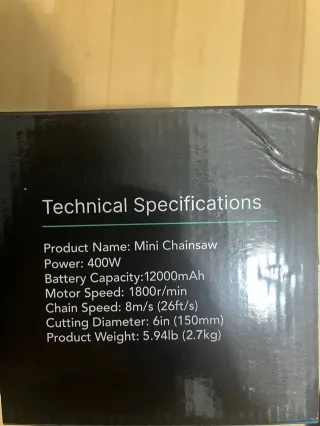 Technical Specifications
Product Name: Mini Chainsaw
Power: 400W
Battery Capacity:12000mAh
Motor Speed: 1800r/min
Chain Speed: 8m/s (26ft/s)
Cutting Diameter: 6in (150mm)
Product Weight: 5.94lb (2.7kg)